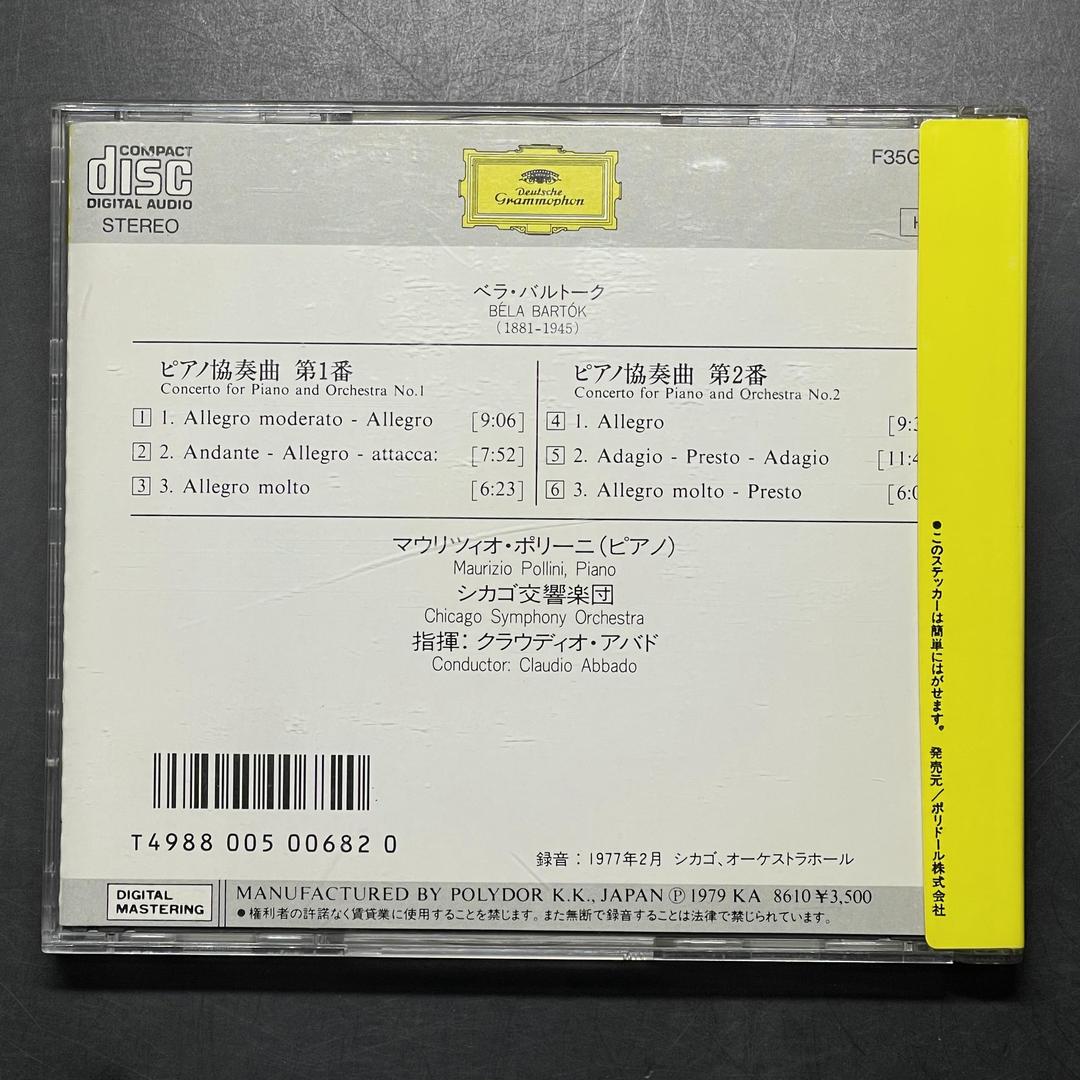 COMPACT
disc
DIGITAL AUDIO
STEREO
Deutsche
Grammophon
F35G
ベラ・バルトーク
BÉLA BARTÓK
(1881-1945)
ピアノ協奏曲 第1番
Concerto for Piano and Orchestra No.1
1 1. Allegro moderato - Allegro [9:06]
2 2. Andante - Allegro - attacca: [7:52]
3 3. Allegro molto [6:23]
ピアノ協奏曲 第2番
Concerto for Piano and Orchestra No.2
4 1. Allegro [9:3
5 2. Adagio - Presto - Adagio [11:4
6 3. Allegro molto - Presto [6:0
マウリツィオ・ポリーニ(ピアノ)
Maurizio Pollini, Piano
シカゴ交響楽団
Chicago Symphony Orchestra
指揮: クラウディオ・アバド
Conductor: Claudio Abbado
T4988 005 00682 0
録音:1977年2月 シカゴ、オーケストラホール
DIGITAL
MASTERING
MANUFACTURED BY POLYDOR K.K., JAPAN Ⓟ 1979 KA 8610 ¥3,500
●権利者の許諾なく賃貸業に使用することを禁じます。また無断で録音することは法律で禁じられています。
●このステッカーは簡単にはがせます。 発売元/ポリドール株式会社